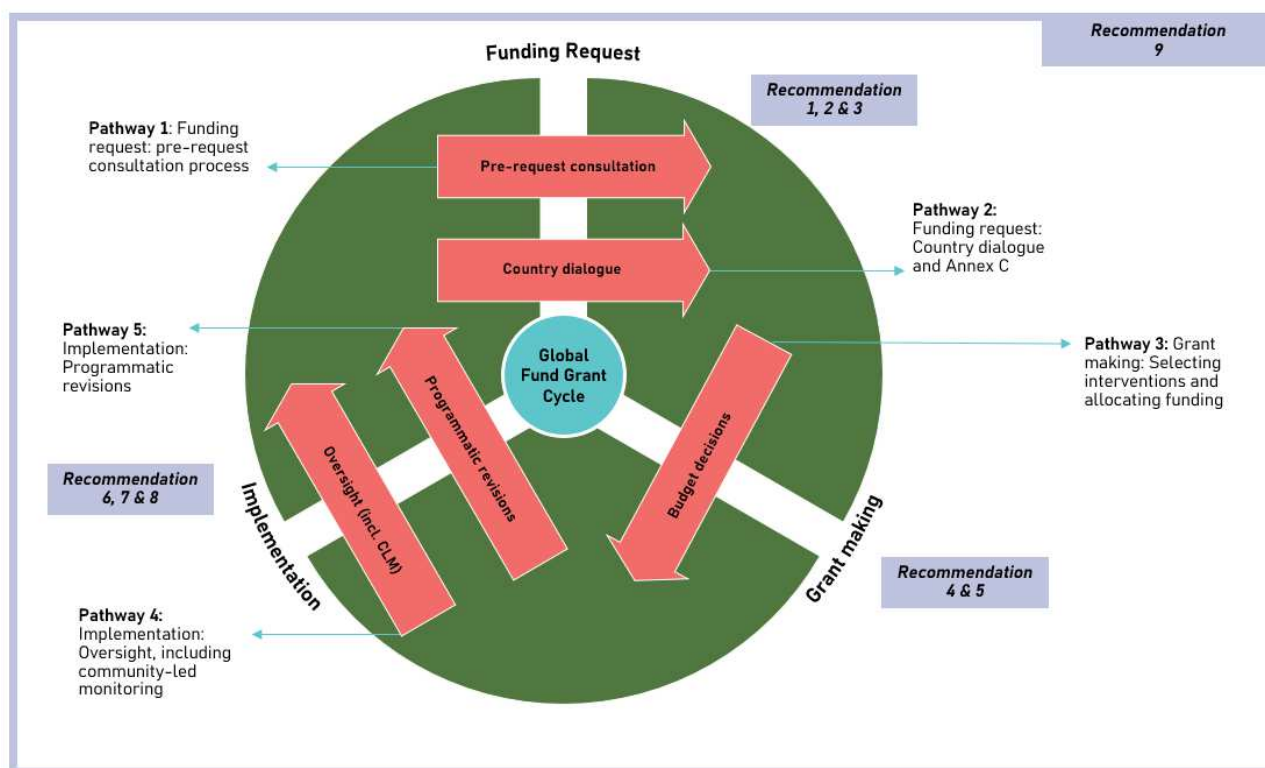 Recommendation
9
Funding Request
Recommendation
1, 2 & 3
Pathway 1: Funding
request: pre-request
consultation process
Pre-request consultation
Pathway 2:
Funding request:
Country dialogue
and Annex C
Country dialogue
Pathway 5:
Implementation:
Programmatic
revisions
Global
Fund Grant
Cycle
Pathway 3: Grant
making: Selecting
interventions and
allocating funding
Programmatic revisions
Budget decisions
Oversight (incl. CLM)
Recommendation
6, 7 & 8
Implementation
Grant making
Recommendation
4 & 5
Pathway 4:
Implementation:
Oversight, including
community-led
monitoring